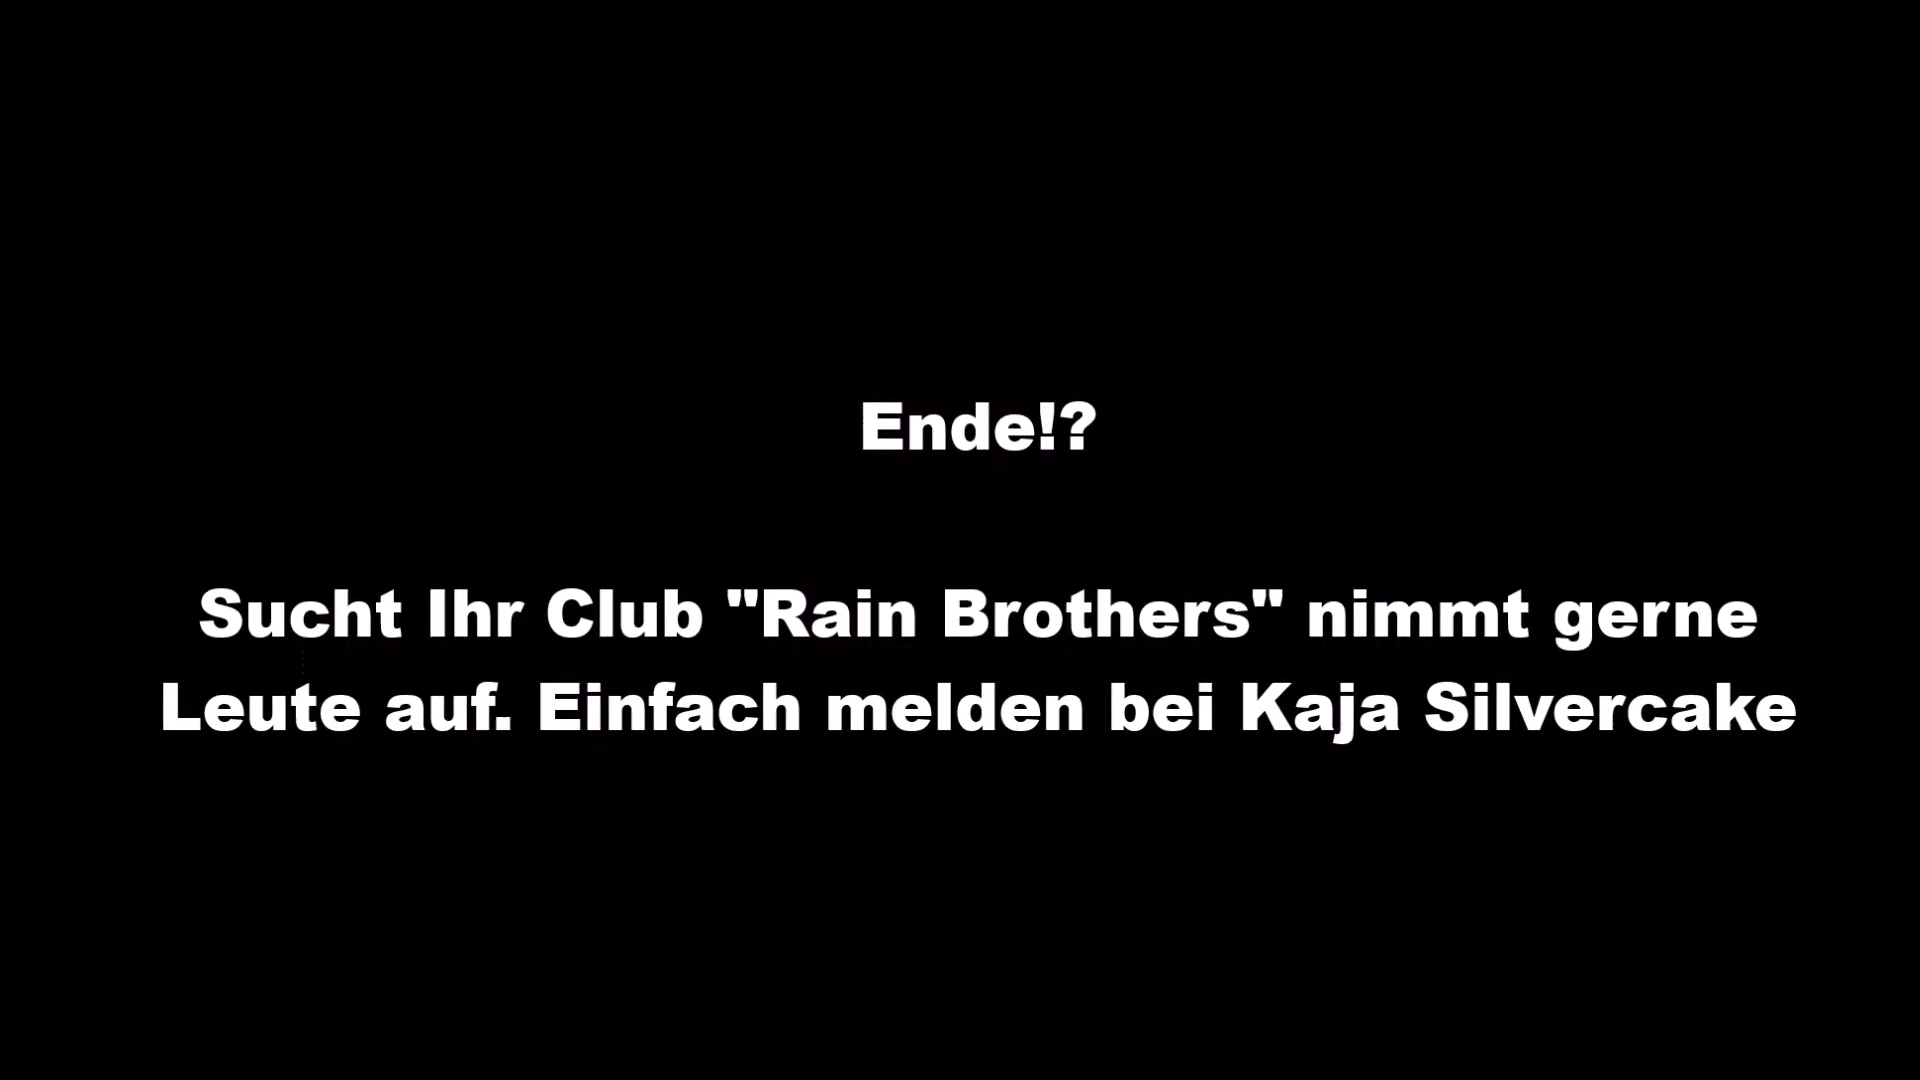 Ende!?
Sucht Ihr Club "Rain Brothers" nimmt gerne
Leute auf. Einfach melden bei Kaja Silvercake